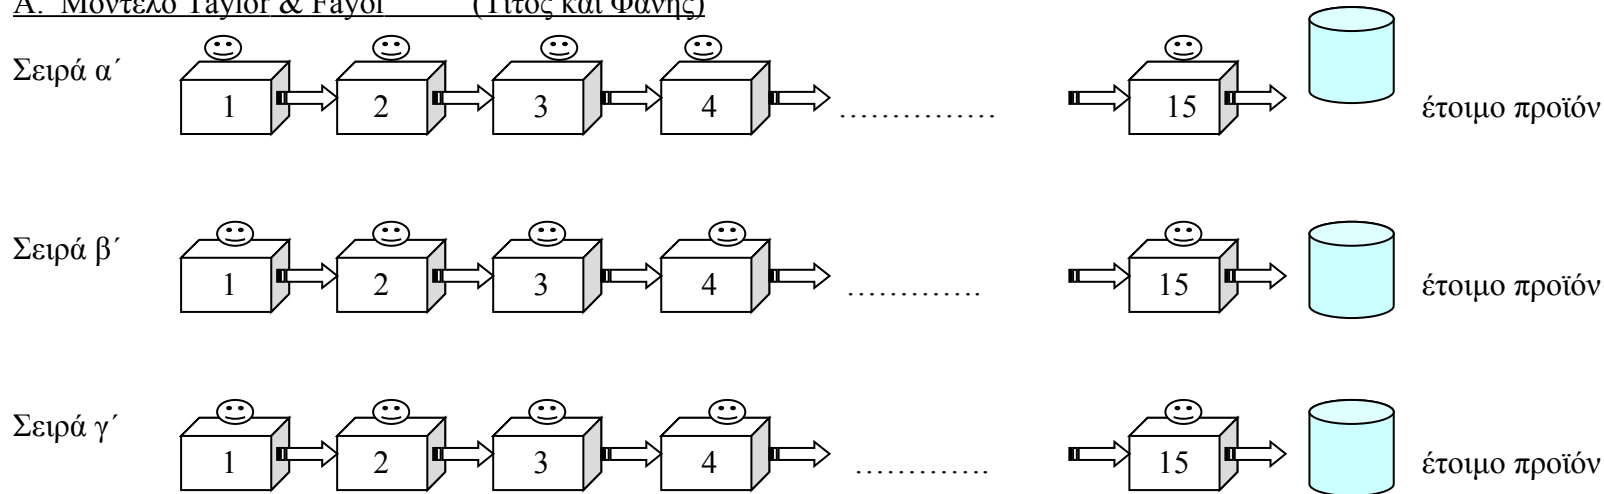 Α. Μοντέλο Taylor & Fayol (Τίτος και Φανής)
Σειρά α΄ 1 2 3 4 .............. 15 έτοιμο προϊόν
Σειρά β΄ 1 2 3 4 ............. 15 έτοιμο προϊόν
Σειρά γ΄ 1 2 3 4 ............. 15 έτοιμο προϊόν